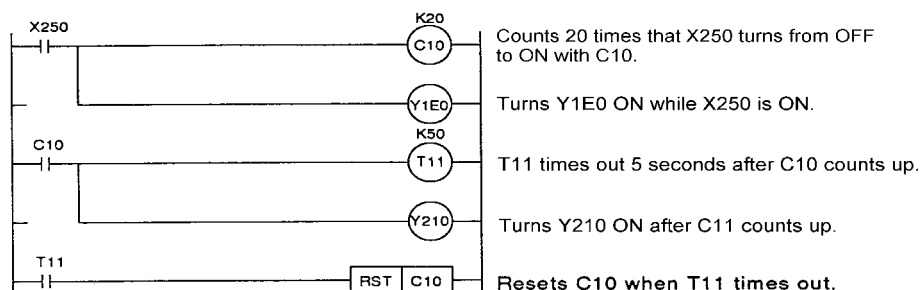 K20
X250
C10
Counts 20 times that X250 turns from OFF
to ON with C10.
Y1E0
Turns Y1E0 ON while X250 is ON.
K50
C10
T11
T11 times out 5 seconds after C10 counts up.
Y210
Turns Y210 ON after C11 counts up.
T11
RST C10
Resets C10 when T11 times out.